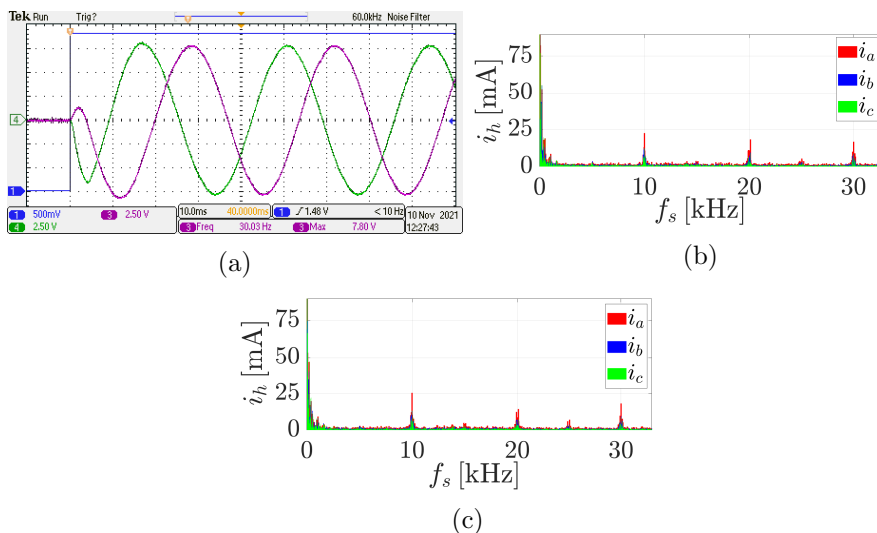 Tek Run Trig? 60.0kHz Noise Filter
4
1
1 500mV 3 2.50 V 10.0ms 40.0000ms 1 1.48 V < 10 Hz 10 Nov 2021
4 2.50 V 3 Freq 30.03 Hz 3 Max 7.80 V 12:27:43
(a)
75
50
25
0
i_h [mA]
i_a
i_b
i_c
0 10 20 30
f_s [kHz]
(b)
75
50
25
0
i_h [mA]
i_a
i_b
i_c
0 10 20 30
f_s [kHz]
(c)